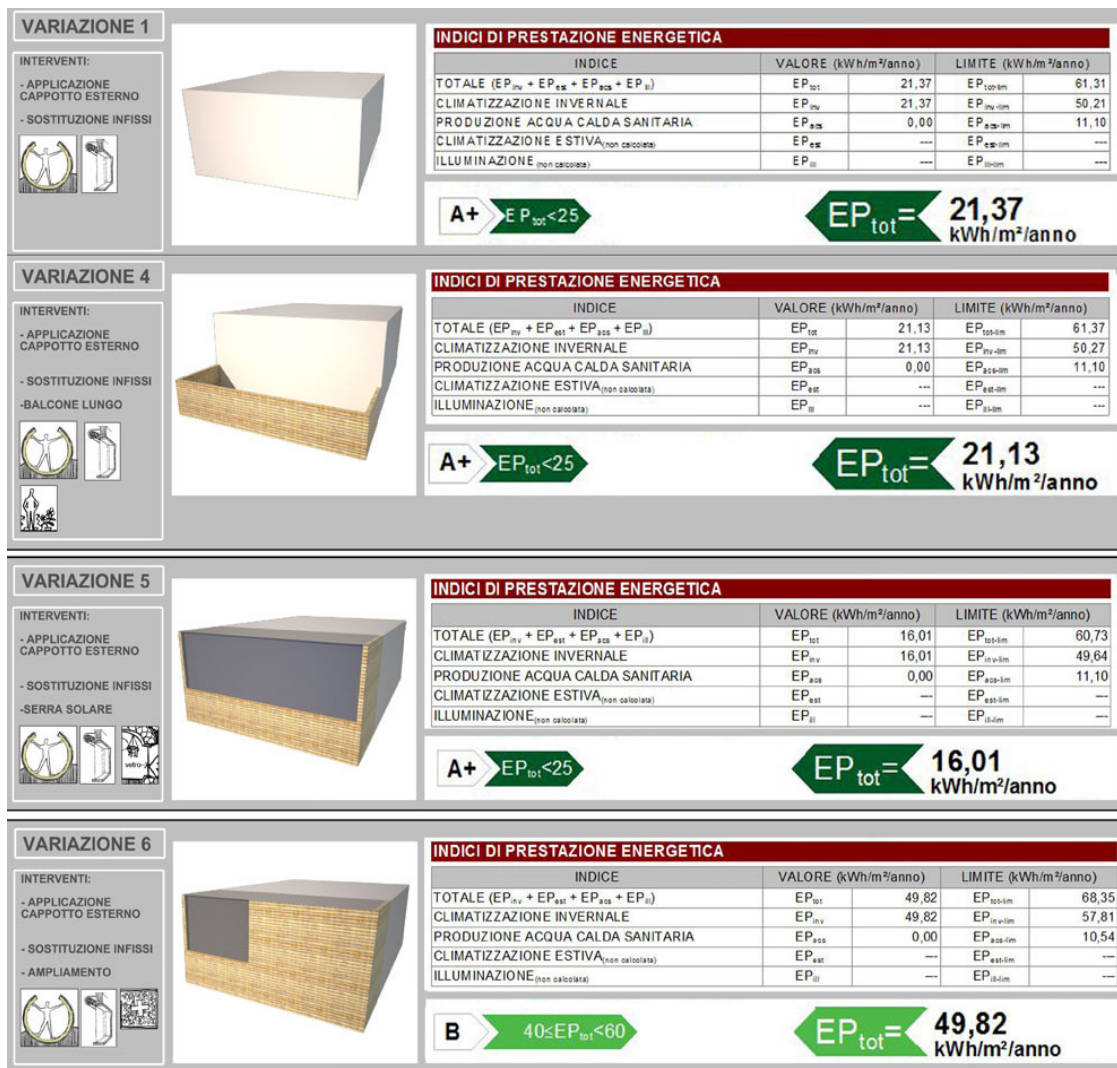 VARIAZIONE 1
INTERVENTI:
- APPLICAZIONE
CAPPOTTO ESTERNO
- SOSTITUZIONE INFISSI
INDICI DI PRESTAZIONE ENERGETICA
INDICE VALORE (kWh/m²/anno) LIMITE (kWh/m²/anno)
TOTALE (EPinv + EPest + EPacs + EPill) EPtot 21,37 EPtot-lim 61,31
CLIMATIZZAZIONE INVERNALE EPinv 21,37 EPinv-lim 50,21
PRODUZIONE ACQUA CALDA SANITARIA EPacs 0,00 EPacs-lim 11,10
CLIMATIZZAZIONE ESTIVA(non calcolata) EPest --- EPest-lim ---
ILLUMINAZIONE (non calcolata) EPill --- EPill-lim ---
A+ EPtot<25 EPtot= 21,37
kWh/m²/anno
VARIAZIONE 4
INTERVENTI:
- APPLICAZIONE
CAPPOTTO ESTERNO
- SOSTITUZIONE INFISSI
-BALCONE LUNGO
INDICI DI PRESTAZIONE ENERGETICA
INDICE VALORE (kWh/m²/anno) LIMITE (kWh/m²/anno)
TOTALE (EPinv + EPest + EPacs + EPill) EPtot 21,13 EPtot-lim 61,37
CLIMATIZZAZIONE INVERNALE EPinv 21,13 EPinv-lim 50,27
PRODUZIONE ACQUA CALDA SANITARIA EPacs 0,00 EPacs-lim 11,10
CLIMATIZZAZIONE ESTIVA(non calcolata) EPest --- EPest-lim ---
ILLUMINAZIONE(non calcolata) EPill --- EPill-lim ---
A+ EPtot<25 EPtot= 21,13
kWh/m²/anno
VARIAZIONE 5
INTERVENTI:
- APPLICAZIONE
CAPPOTTO ESTERNO
- SOSTITUZIONE INFISSI
-SERRA SOLARE
vetro
INDICI DI PRESTAZIONE ENERGETICA
INDICE VALORE (kWh/m²/anno) LIMITE (kWh/m²/anno)
TOTALE (EPinv + EPest + EPacs + EPill) EPtot 16,01 EPtot-lim 60,73
CLIMATIZZAZIONE INVERNALE EPinv 16,01 EPinv-lim 49,64
PRODUZIONE ACQUA CALDA SANITARIA EPacs 0,00 EPacs-lim 11,10
CLIMATIZZAZIONE ESTIVA(non calcolata) EPest --- EPest-lim ---
ILLUMINAZIONE(non calcolata) EPill --- EPill-lim ---
A+ EPtot<25 EPtot= 16,01
kWh/m²/anno
VARIAZIONE 6
INTERVENTI:
- APPLICAZIONE
CAPPOTTO ESTERNO
- SOSTITUZIONE INFISSI
- AMPLIAMENTO
INDICI DI PRESTAZIONE ENERGETICA
INDICE VALORE (kWh/m²/anno) LIMITE (kWh/m²/anno)
TOTALE (EPinv + EPest + EPacs + EPill) EPtot 49,82 EPtot-lim 68,35
CLIMATIZZAZIONE INVERNALE EPinv 49,82 EPinv-lim 57,81
PRODUZIONE ACQUA CALDA SANITARIA EPacs 0,00 EPacs-lim 10,54
CLIMATIZZAZIONE ESTIVA(non calcolata) EPest --- EPest-lim ---
ILLUMINAZIONE(non calcolata) EPill --- EPill-lim ---
B 40≤EPtot<60 EPtot= 49,82
kWh/m²/anno